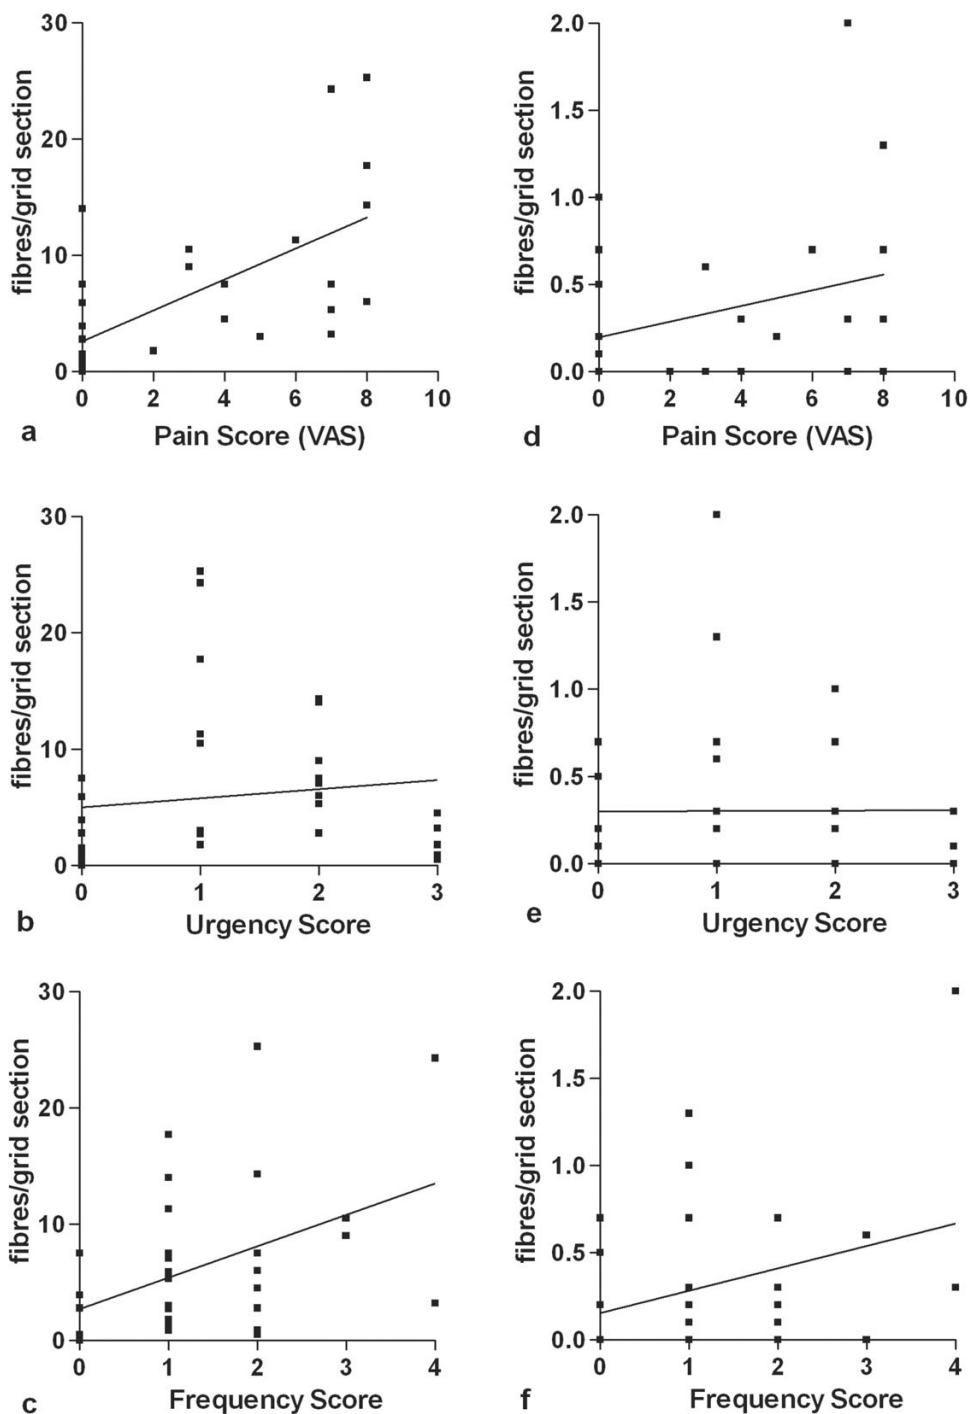 30
20
10
0
fibres/grid section
0 2 4 6 8 10
a
Pain Score (VAS)
2.0
1.5
1.0
0.5
0.0
fibres/grid section
0 2 4 6 8 10
d
Pain Score (VAS)
30
20
10
0
fibres/grid section
0 1 2 3
b
Urgency Score
2.0
1.5
1.0
0.5
0.0
fibres/grid section
0 1 2 3
e
Urgency Score
30
20
10
0
fibres/grid section
0 1 2 3 4
c
Frequency Score
2.0
1.5
1.0
0.5
0.0
fibres/grid section
0 1 2 3 4
f
Frequency Score